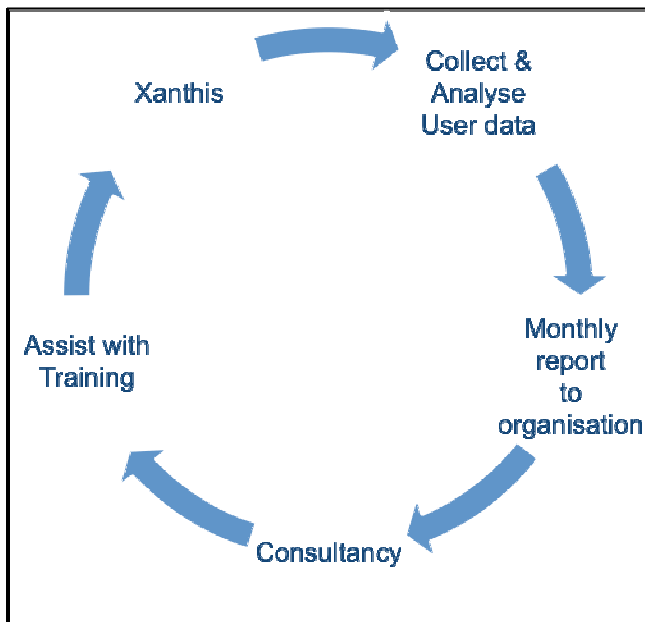 Xanthis
Collect &
Analyse
User data
Monthly
report
to
organisation
Consultancy
Assist with
Training